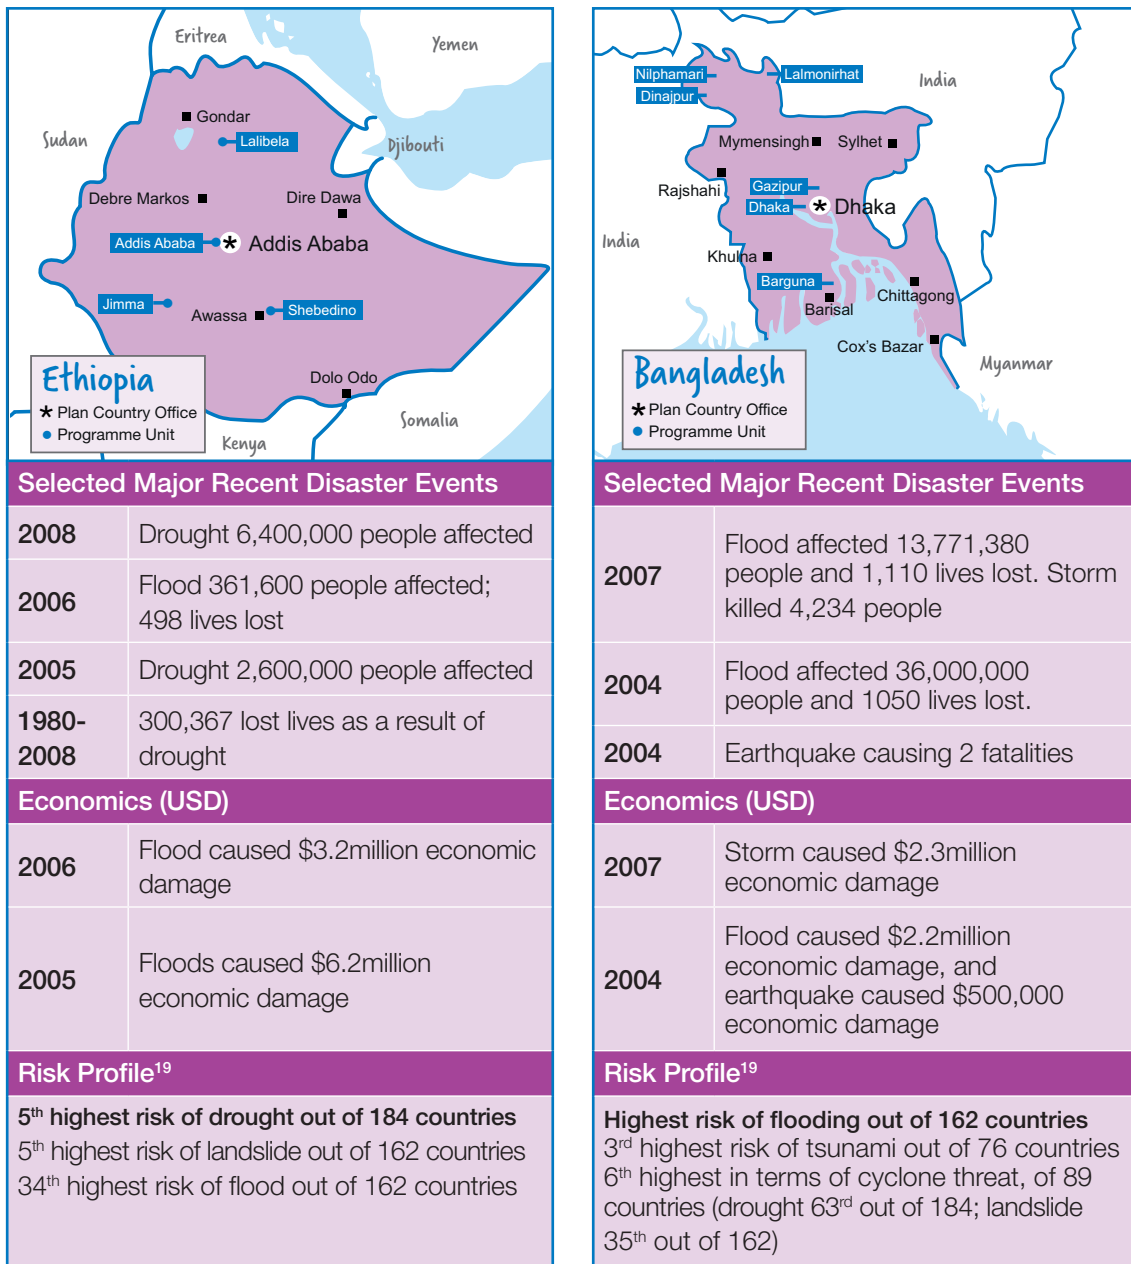 Eritrea
Yemen
Sudan
Gondar
Lalibela
Djibouti
Debre Markos
Dire Dawa
Addis Ababa
Addis Ababa
Jimma
Awassa
Shebedino
Dolo Odo
Somalia
Kenya
Ethiopia
* Plan Country Office
• Programme Unit
Selected Major Recent Disaster Events
2008
Drought 6,400,000 people affected
2006
Flood 361,600 people affected;
498 lives lost
2005
Drought 2,600,000 people affected
1980-
2008
300,367 lost lives as a result of
drought
Economics (USD)
2006
Flood caused $3.2million economic
damage
2005
Floods caused $6.2million
economic damage
Risk Profile19
5th highest risk of drought out of 184 countries
5th highest risk of landslide out of 162 countries
34th highest risk of flood out of 162 countries
Nilphamari
Lalmonirhat
Dinajpur
India
Mymensingh
Sylhet
Rajshahi
Gazipur
Dhaka
Dhaka
India
Khulna
Barguna
Barisal
Chittagong
Cox's Bazar
Myanmar
Bangladesh
* Plan Country Office
• Programme Unit
Selected Major Recent Disaster Events
2007
Flood affected 13,771,380
people and 1,110 lives lost. Storm
killed 4,234 people
2004
Flood affected 36,000,000
people and 1050 lives lost.
2004
Earthquake causing 2 fatalities
Economics (USD)
2007
Storm caused $2.3million
economic damage
2004
Flood caused $2.2million
economic damage, and
earthquake caused $500,000
economic damage
Risk Profile19
Highest risk of flooding out of 162 countries
3rd highest risk of tsunami out of 76 countries
6th highest in terms of cyclone threat, of 89
countries (drought 63rd out of 184; landslide
35th out of 162)